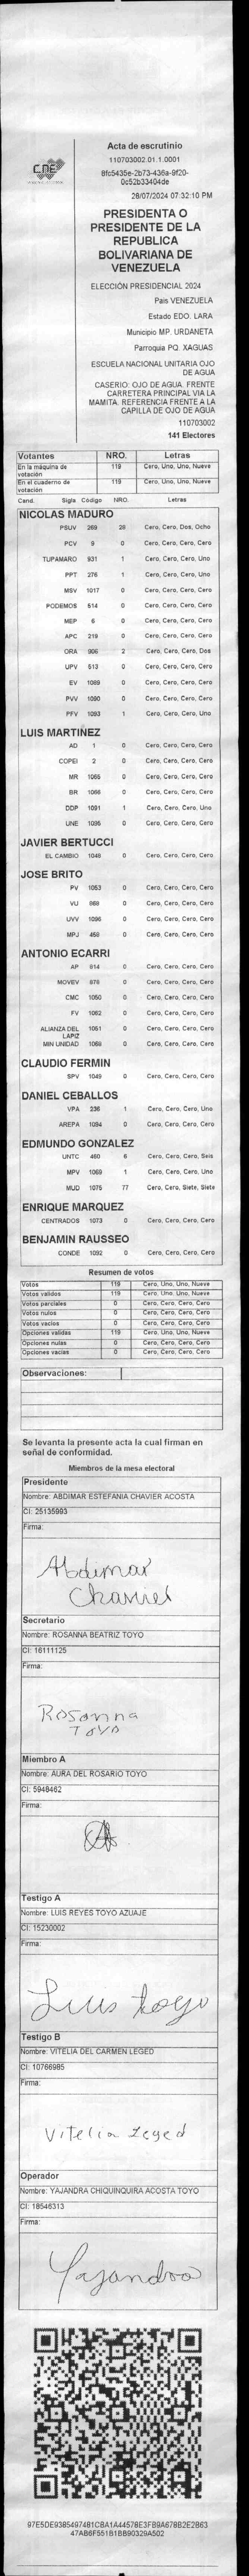 CNE
Acta de escrutinio
110703002.01.1.0001
8fc5435e-2b73-436a-9f20-
0c52b33404de
28/07/2024 07:32:10 PM
PRESIDENTA O
PRESIDENTE DE LA
REPUBLICA
BOLIVARIANA DE
VENEZUELA
ELECCIÓN PRESIDENCIAL 2024
Pais VENEZUELA
Estado EDO. LARA
Municipio MP. URDANETA
Parroquia PQ. XAGUAS
ESCUELA NACIONAL UNITARIA OJO
DE AGUA
CASERIO: OJO DE AGUA. FRENTE
CARRETERA PRINCIPAL VIA LA
MAMITA. REFERENCIA FRENTE A LA
CAPILLA DE OJO DE AGUA
110703002
141 Electores
Votantes NRO. Letras
En la máquina de votación 119 Cero, Uno, Uno, Nueve
En el cuaderno de votación 119 Cero, Uno, Uno, Nueve
Cand. Sigla Código NRO. Letras
NICOLAS MADURO
PSUV 269 28 Cero, Cero, Dos, Ocho
PCV 9 0 Cero, Cero, Cero, Cero
TUPAMARO 931 1 Cero, Cero, Cero, Uno
PPT 276 1 Cero, Cero, Cero, Uno
MSV 1017 0 Cero, Cero, Cero, Cero
PODEMOS 514 0 Cero, Cero, Cero, Cero
MEP 6 0 Cero, Cero, Cero, Cero
APC 219 0 Cero, Cero, Cero, Cero
ORA 906 2 Cero, Cero, Cero, Dos
UPV 513 0 Cero, Cero, Cero, Cero
EV 1089 0 Cero, Cero, Cero, Cero
PVV 1090 0 Cero, Cero, Cero, Cero
PFV 1093 1 Cero, Cero, Cero, Uno
LUIS MARTINEZ
AD 1 0 Cero, Cero, Cero, Cero
COPEI 2 0 Cero, Cero, Cero, Cero
MR 1065 0 Cero, Cero, Cero, Cero
BR 1066 0 Cero, Cero, Cero, Cero
DDP 1091 1 Cero, Cero, Cero, Uno
UNE 1095 0 Cero, Cero, Cero, Cero
JAVIER BERTUCCI
EL CAMBIO 1048 0 Cero, Cero, Cero, Cero
JOSE BRITO
PV 1053 0 Cero, Cero, Cero, Cero
VU 868 0 Cero, Cero, Cero, Cero
UVV 1096 0 Cero, Cero, Cero, Cero
MPJ 458 0 Cero, Cero, Cero, Cero
ANTONIO ECARRI
AP 614 0 Cero, Cero, Cero, Cero
MOVEV 878 0 Cero, Cero, Cero, Cero
CMC 1050 0 Cero, Cero, Cero, Cero
FV 1062 0 Cero, Cero, Cero, Cero
ALIANZA DEL LAPIZ 1051 0 Cero, Cero, Cero, Cero
MIN UNIDAD 1068 0 Cero, Cero, Cero, Cero
CLAUDIO FERMIN
SPV 1049 0 Cero, Cero, Cero, Cero
DANIEL CEBALLOS
VPA 236 1 Cero, Cero, Cero, Uno
AREPA 1094 0 Cero, Cero, Cero, Cero
EDMUNDO GONZALEZ
UNTC 460 6 Cero, Cero, Cero, Seis
MPV 1069 1 Cero, Cero, Cero, Uno
MUD 1075 77 Cero, Cero, Siete, Siete
ENRIQUE MARQUEZ
CENTRADOS 1073 0 Cero, Cero, Cero, Cero
BENJAMIN RAUSSEO
CONDE 1092 0 Cero, Cero, Cero, Cero
Resumen de votos
Votos 119 Cero, Uno, Uno, Nueve
Votos validos 119 Cero, Uno, Uno, Nueve
Votos parciales 0 Cero, Cero, Cero, Cero
Votos nulos 0 Cero, Cero, Cero, Cero
Votos vacios 0 Cero, Cero, Cero, Cero
Opciones validas 119 Cero, Uno, Uno, Nueve
Opciones nulas 0 Cero, Cero, Cero, Cero
Opciones vacias 0 Cero, Cero, Cero, Cero
Observaciones:
Se levanta la presente acta la cual firman en
señal de conformidad.
Miembros de la mesa electoral
Presidente
Nombre: ABDIMAR ESTEFANIA CHAVIER ACOSTA
CI: 25135993
Firma:
Abdimar
Chavier
Secretario
Nombre: ROSANNA BEATRIZ TOYO
CI: 16111125
Firma:
Rosanna
Toyo
Miembro A
Nombre: AURA DEL ROSARIO TOYO
CI: 5948462
Firma:
Testigo A
Nombre: LUIS REYES TOYO AZUAJE
CI: 15230002
Firma:
Luis Toyo
Testigo B
Nombre: VITELIA DEL CARMEN LEGED
CI: 10766985
Firma:
Vitelia Leged
Operador
Nombre: YAJANDRA CHIQUINQUIRA ACOSTA TOYO
CI: 18546313
Firma:
Yajandra
97E5DE9385497481C8A1A44578E3FB9A678B2E2B63
47AB6F551B1BB90329A502